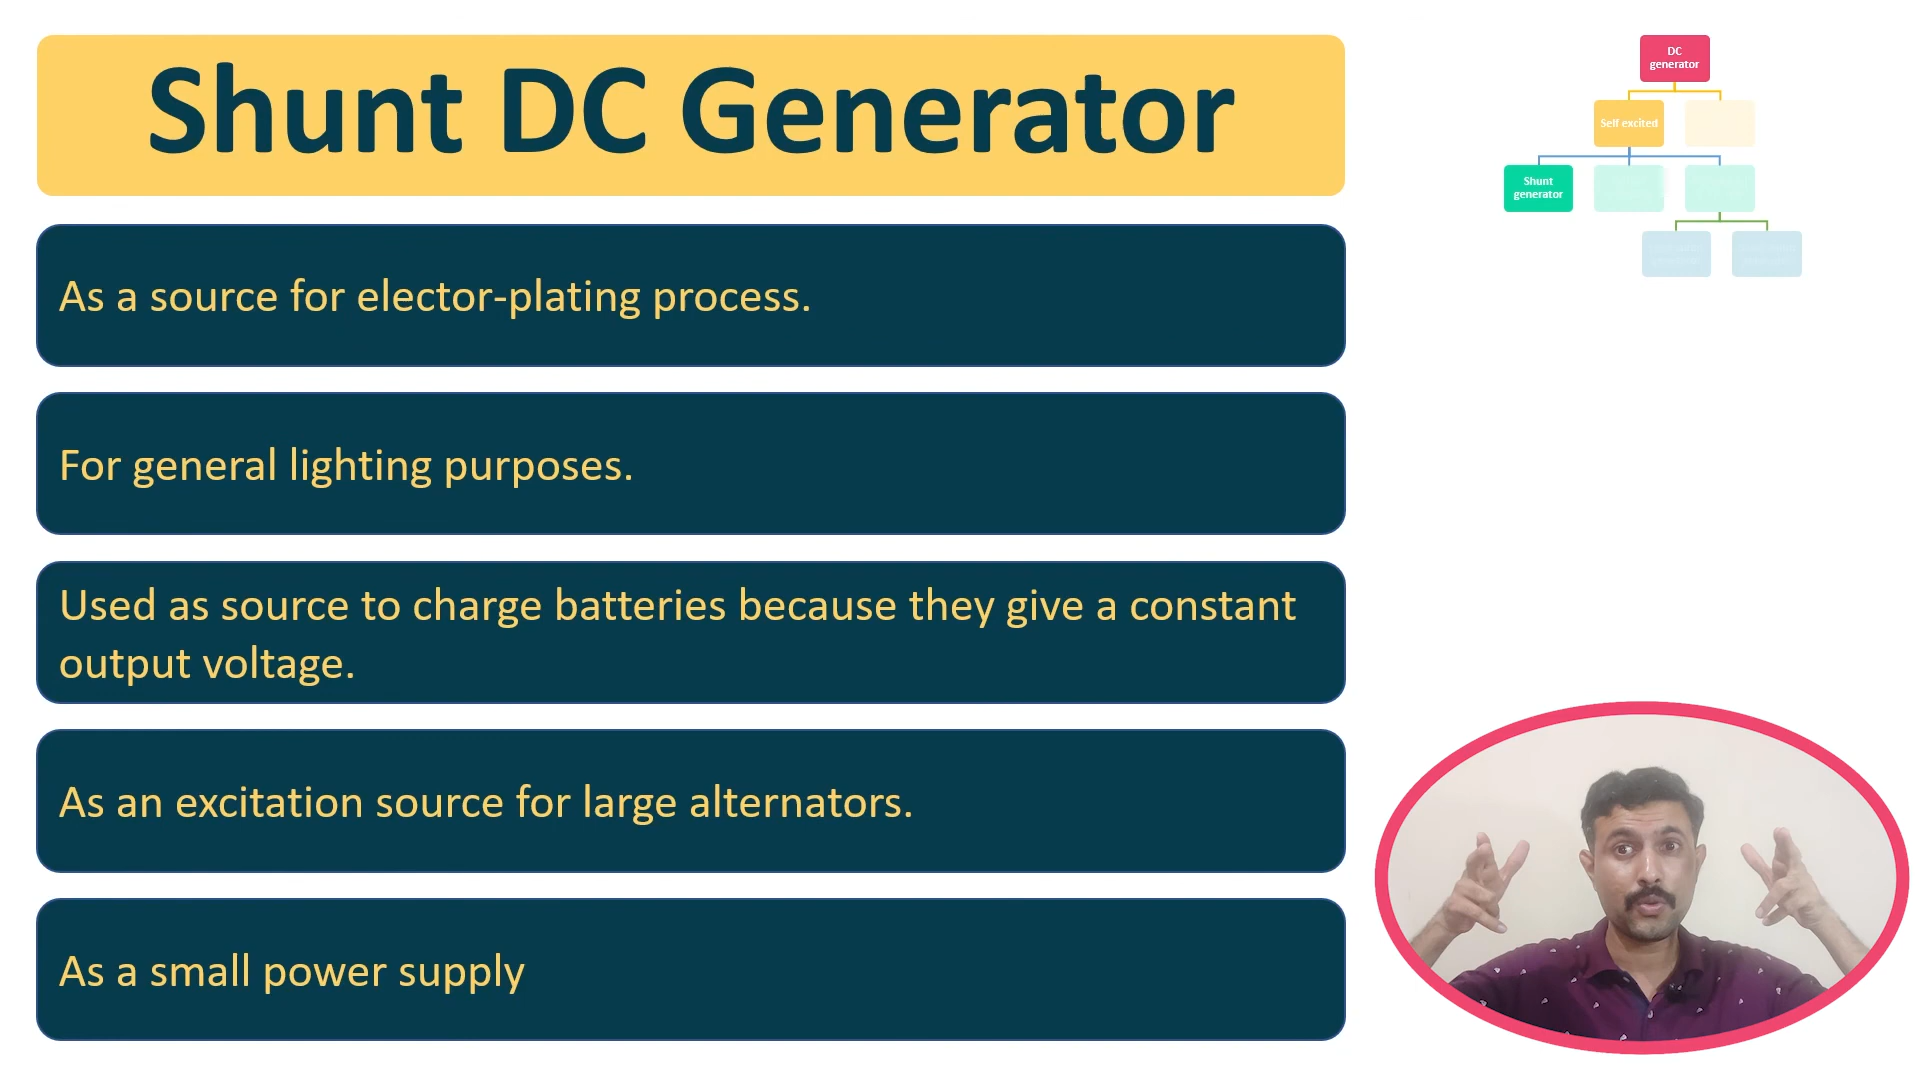 Shunt DC Generator
As a source for elector-plating process.
For general lighting purposes.
Used as source to charge batteries because they give a constant
output voltage.
As an excitation source for large alternators.
As a small power supply
DC
generator
Self excited
Shunt
generator